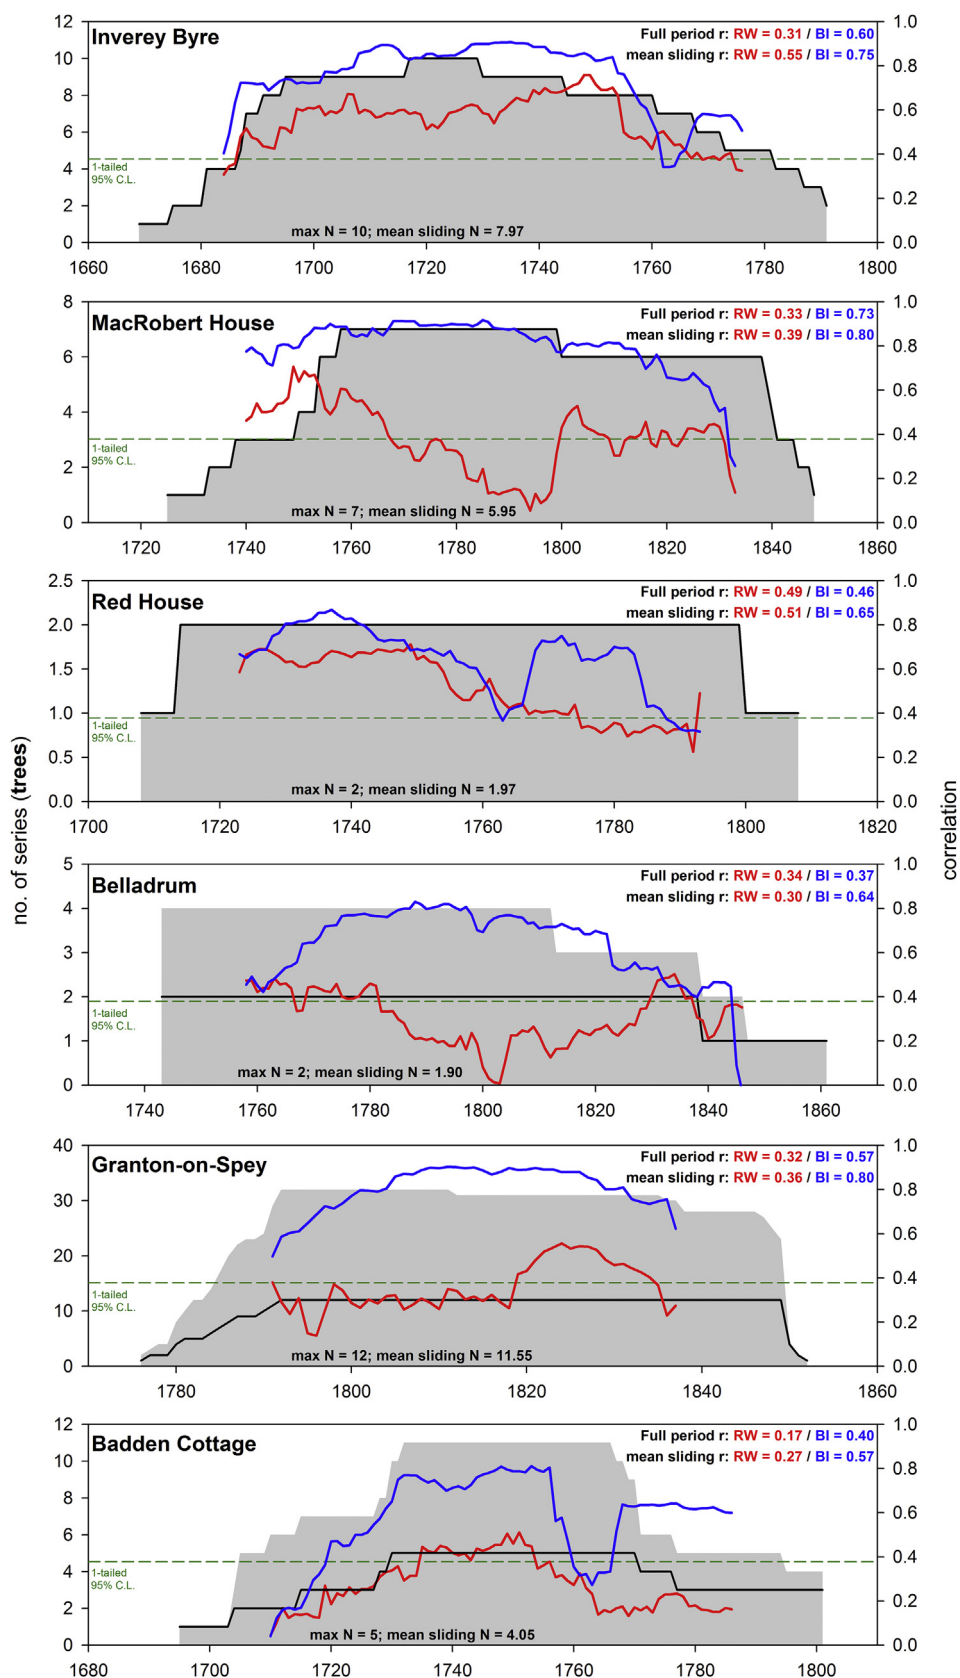 Inverey Byre
Full period r: RW = 0.31 / BI = 0.60
mean sliding r: RW = 0.55 / BI = 0.75
12 10 8 6 4 2 0
1.0 0.8 0.6 0.4 0.2 0.0
1-tailed
95% C.L.
max N = 10; mean sliding N = 7.97
1660 1680 1700 1720 1740 1760 1780 1800
MacRobert House
Full period r: RW = 0.33 / BI = 0.73
mean sliding r: RW = 0.39 / BI = 0.80
8 6 4 2 0
1.0 0.8 0.6 0.4 0.2 0.0
1-tailed
95% C.L.
max N = 7; mean sliding N = 5.95
1720 1740 1760 1780 1800 1820 1840 1860
Red House
Full period r: RW = 0.49 / BI = 0.46
mean sliding r: RW = 0.51 / BI = 0.65
2.5 2.0 1.5 1.0 0.5 0.0
1.0 0.8 0.6 0.4 0.2 0.0
1-tailed
95% C.L.
max N = 2; mean sliding N = 1.97
1700 1720 1740 1760 1780 1800 1820
no. of series (trees)
correlation
Belladrum
Full period r: RW = 0.34 / BI = 0.37
mean sliding r: RW = 0.30 / BI = 0.64
5 4 3 2 1 0
1.0 0.8 0.6 0.4 0.2 0.0
1-tailed
95% C.L.
max N = 2; mean sliding N = 1.90
1740 1760 1780 1800 1820 1840 1860
Granton-on-Spey
Full period r: RW = 0.32 / BI = 0.57
mean sliding r: RW = 0.36 / BI = 0.80
40 30 20 10 0
1.0 0.8 0.6 0.4 0.2 0.0
1-tailed
95% C.L.
max N = 12; mean sliding N = 11.55
1780 1800 1820 1840 1860
Badden Cottage
Full period r: RW = 0.17 / BI = 0.40
mean sliding r: RW = 0.27 / BI = 0.57
12 10 8 6 4 2 0
1.0 0.8 0.6 0.4 0.2 0.0
1-tailed
95% C.L.
max N = 5; mean sliding N = 4.05
1680 1700 1720 1740 1760 1780 1800